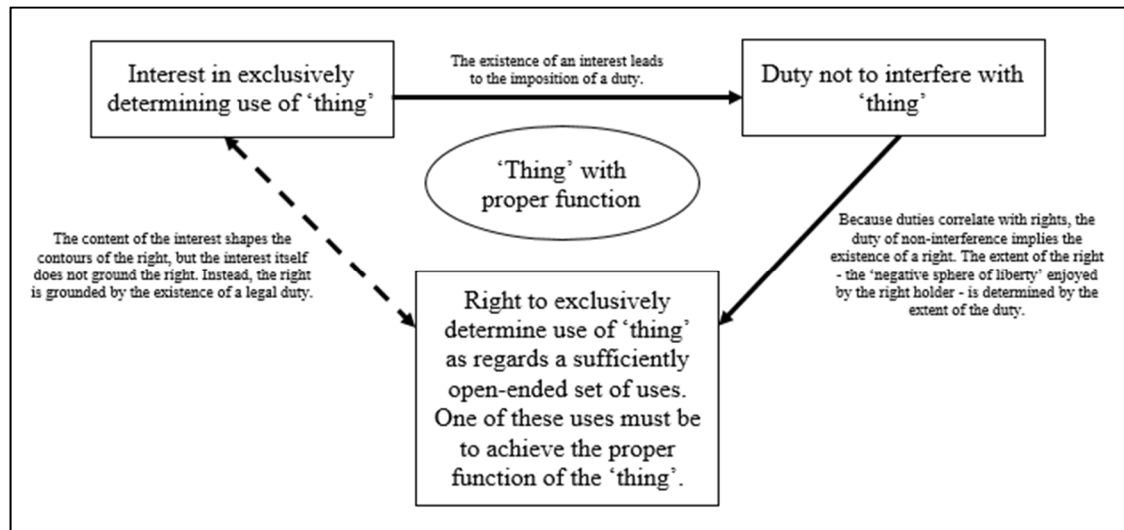 Interest in exclusively
determining use of ‘thing’
The existence of an interest leads
to the imposition of a duty.
Duty not to interfere with
‘thing’
‘Thing’ with
proper function
The content of the interest shapes the
contours of the right, but the interest itself
does not ground the right. Instead, the right
is grounded by the existence of a legal duty.
Because duties correlate with rights, the
duty of non-interference implies the
existence of a right. The extent of the right
- the ‘negative sphere of liberty’ enjoyed
by the right holder - is determined by the
extent of the duty.
Right to exclusively
determine use of ‘thing’
as regards a sufficiently
open-ended set of uses.
One of these uses must be
to achieve the proper
function of the ‘thing’.